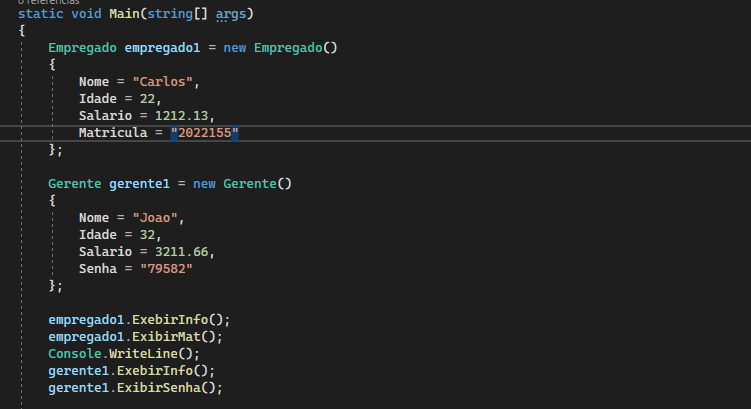 0 referências
static void Main(string[] args)
{
Empregado empregado1 = new Empregado()
{
Nome = "Carlos",
Idade = 22,
Salario = 1212.13,
Matricula = "2022155"
};
Gerente gerente1 = new Gerente()
{
Nome = "Joao",
Idade = 32,
Salario = 3211.66,
Senha = "79582"
};
empregado1.ExebirInfo();
empregado1.ExibirMat();
Console.WriteLine();
gerente1.ExebirInfo();
gerente1.ExibirSenha();